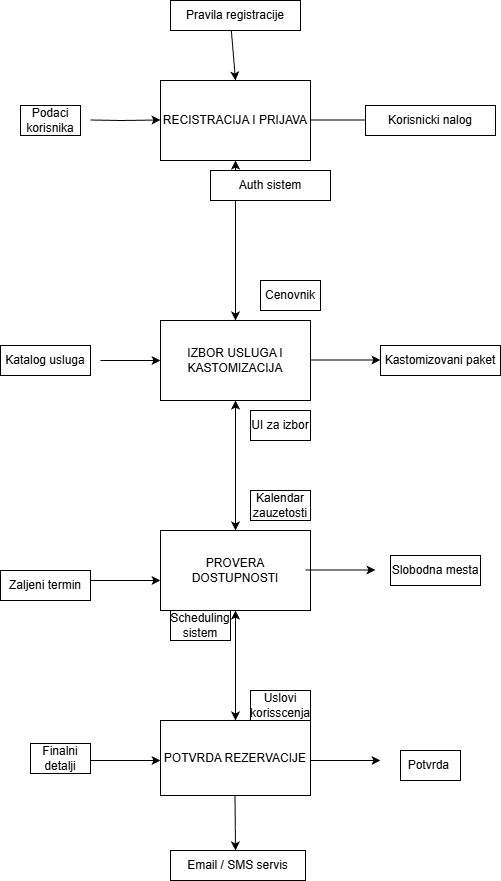 Pravila registracije
Podaci
korisnika
RECISTRACIJA I PRIJAVA
Korisnicki nalog
Auth sistem
Cenovnik
Katalog usluga
IZBOR USLUGA I
KASTOMIZACIJA
Kastomizovani paket
UI za izbor
Kalendar
zauzetosti
Zaljeni termin
PROVERA
DOSTUPNOSTI
Slobodna mesta
Scheduling
sistem
Uslovi
korisscenja
Finalni
detalji
POTVRDA REZERVACIJE
Potvrda
Email / SMS servis